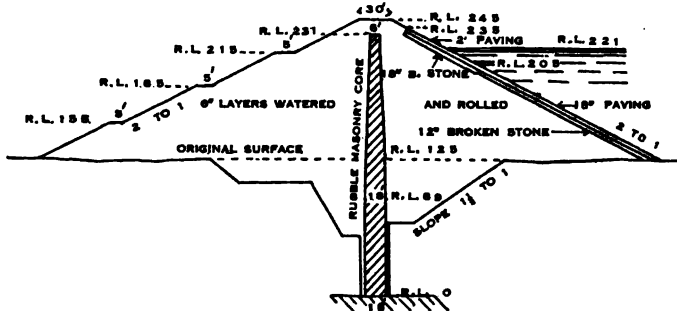 30'
R.L. 245
R.L. 237
6'
R.L. 235
2' PAVING
R.L. 221
R.L. 215
5'
18" B. STONE
R.L. 205
R.L. 185
5'
6" LAYERS WATERED
AND ROLLED
18" PAVING
R.L. 156
5'
2 TO 1
RUBBLE MASONRY CORE
12" BROKEN STONE
2 TO 1
ORIGINAL SURFACE
R.L. 125
R.L. 69
SLOPE 1½ TO 1
R.L. 0